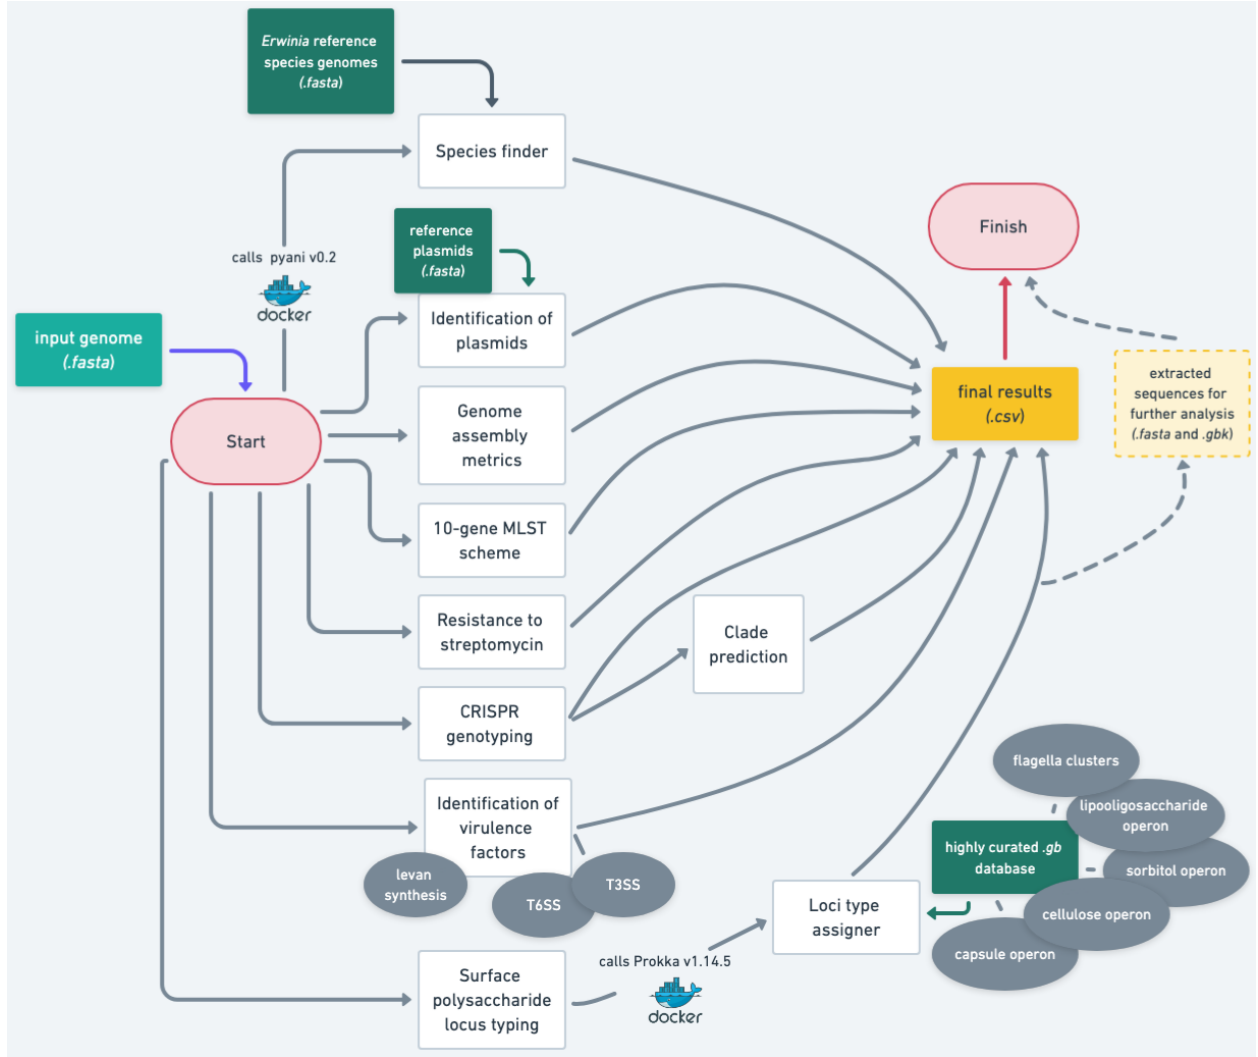 Erwinia reference
species genomes
(.fasta)
Species finder
calls pyani v0.2
docker
reference
plasmids
(.fasta)
Finish
input genome
(.fasta)
Identification of
plasmids
Start
Genome
assembly
metrics
final results
(.csv)
extracted
sequences for
further analysis
(.fasta and .gbk)
10-gene MLST
scheme
Resistance to
streptomycin
Clade
prediction
CRISPR
genotyping
Identification of
virulence
factors
levan
synthesis
T6SS
T3SS
flagella clusters
lipooligosaccharide
operon
highly curated .gb
database
sorbitol operon
cellulose operon
capsule operon
Loci type
assigner
Surface
polysaccharide
locus typing
calls Prokka v1.14.5
docker